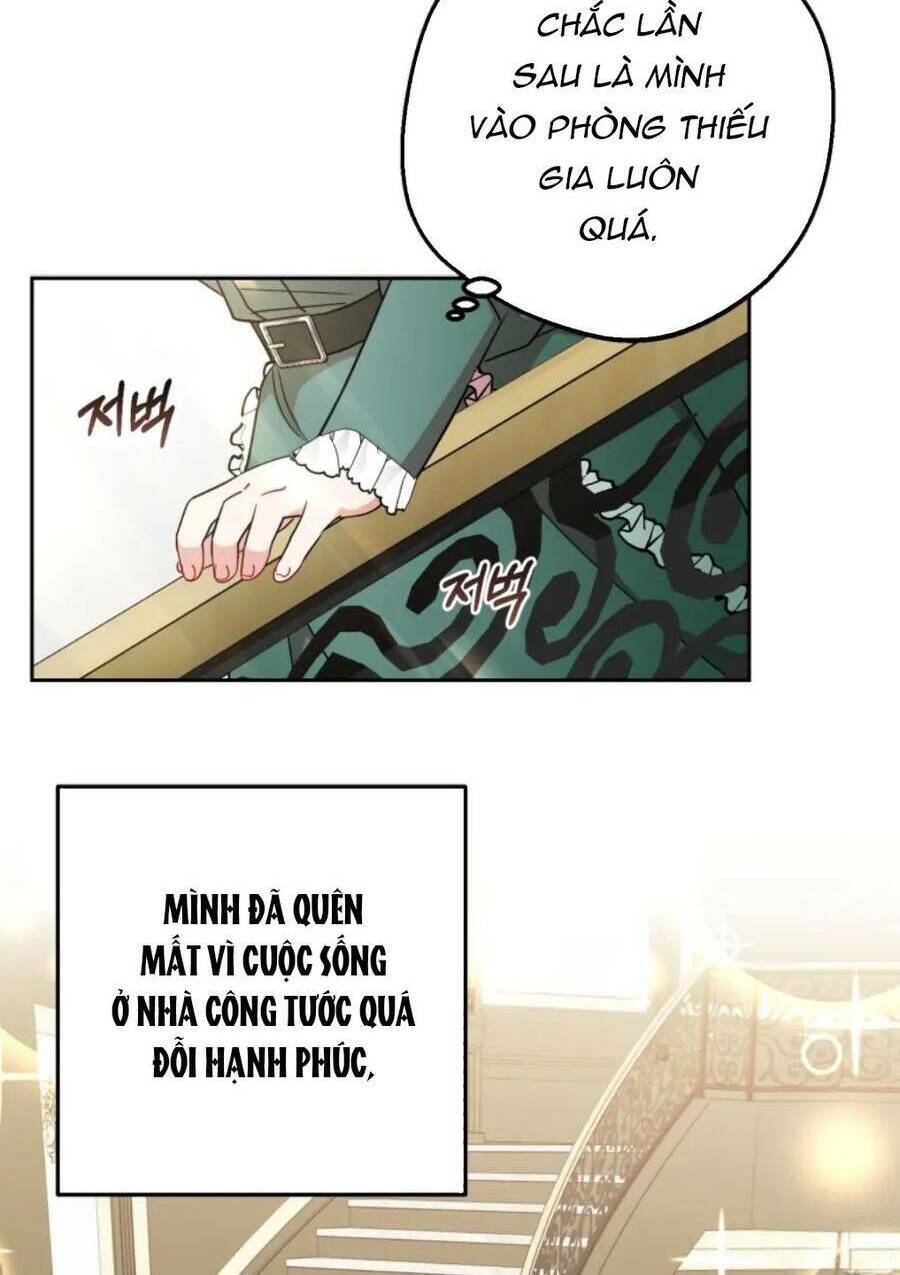 CHẮC LẦN
SAU LÀ MÌNH
VÀO PHÒNG THIẾU
GIA LUÔN
QUÁ.
저벅
저벅
MÌNH ĐÃ QUÊN
MẤT VÌ CUỘC SỐNG
Ở NHÀ CÔNG TƯỚC QUÁ
ĐỖI HẠNH PHÚC,